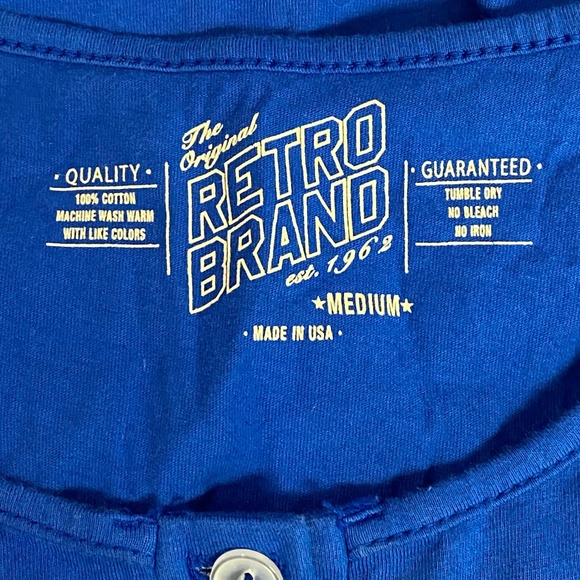 The
Original
RETRO
BRAND
est. 1962
· QUALITY ·
100% COTTON
MACHINE WASH WARM
WITH LIKE COLORS
· GUARANTEED ·
TUMBLE DRY
NO BLEACH
NO IRON
★MEDIUM★
· MADE IN USA ·